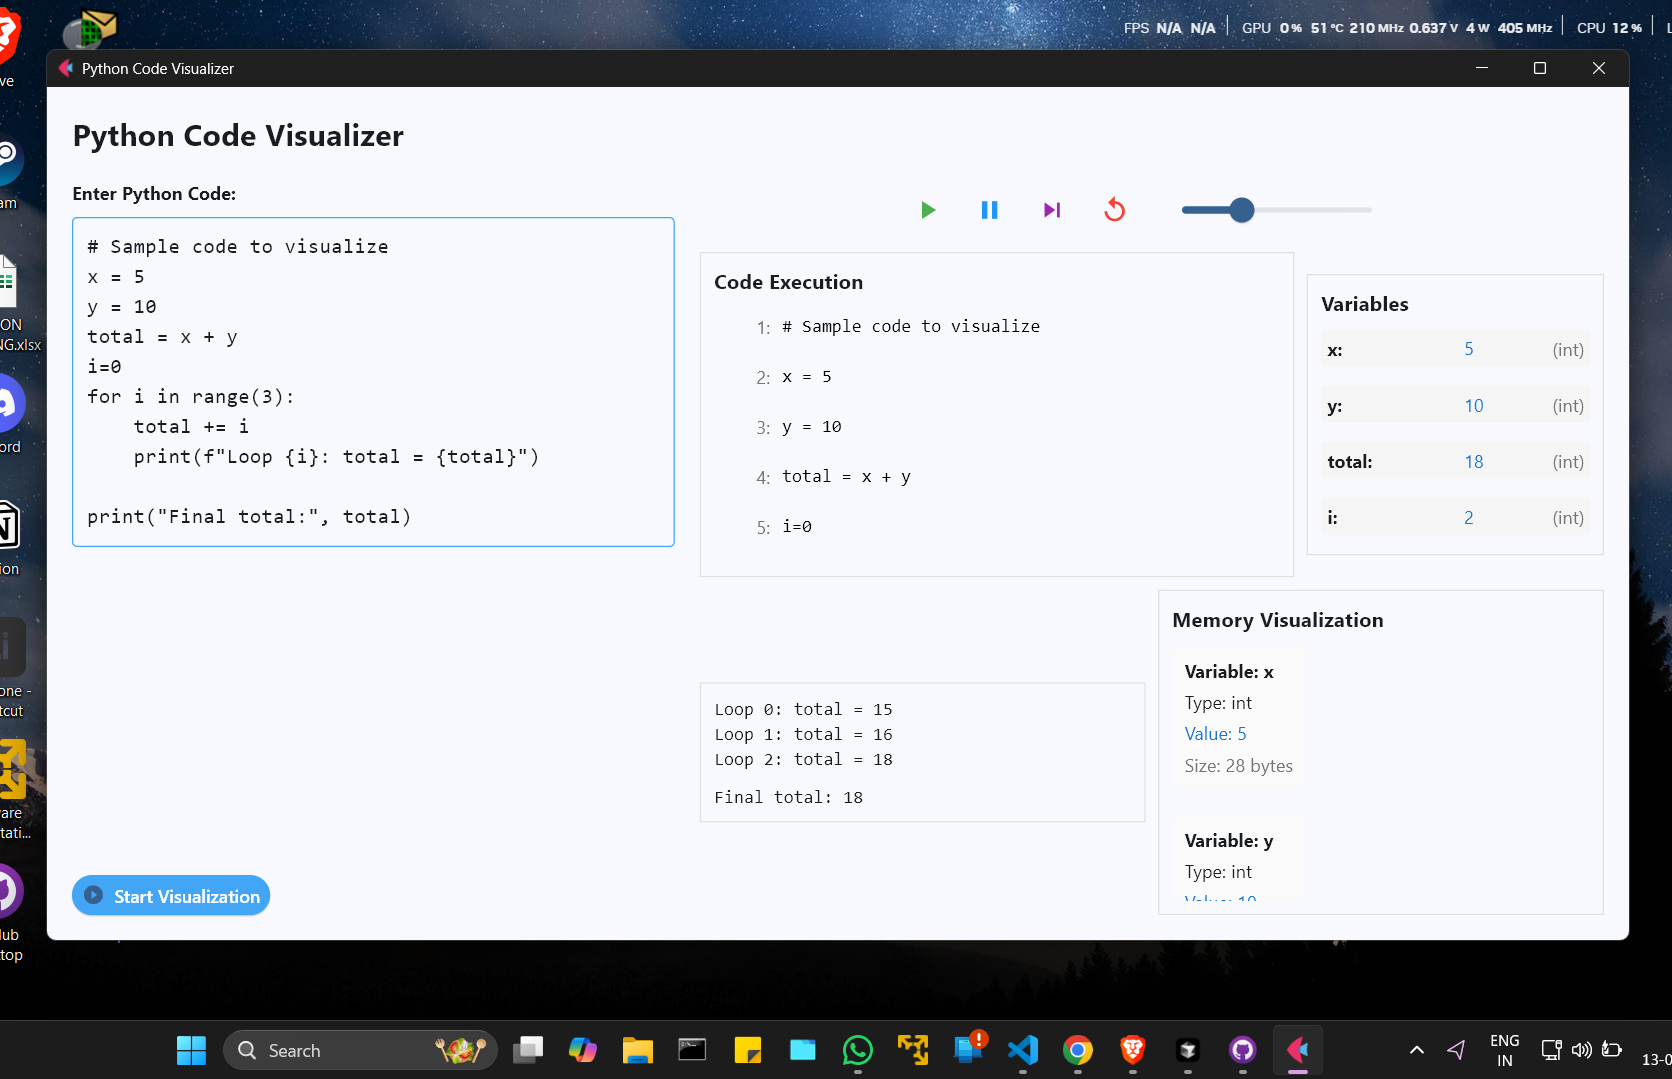 FPS N/A N/A GPU 0 % 51 °C 210 MHz 0.637 V 4 W 405 MHz CPU 12 %
Python Code Visualizer
Python Code Visualizer
Enter Python Code:
# Sample code to visualize
x = 5
y = 10
total = x + y
i=0
for i in range(3):
    total += i
    print(f"Loop {i}: total = {total}")
print("Final total:", total)
Start Visualization
Code Execution
1: # Sample code to visualize
2: x = 5
3: y = 10
4: total = x + y
5: i=0
Variables
x: 5 (int)
y: 10 (int)
total: 18 (int)
i: 2 (int)
Loop 0: total = 15
Loop 1: total = 16
Loop 2: total = 18
Final total: 18
Memory Visualization
Variable: x
Type: int
Value: 5
Size: 28 bytes
Variable: y
Type: int
Value: 10
ve
am
ON
NG.xlsx
ord
ion
one -
tcut
are
tati...
lub
top
Search
ENG
IN
13-0